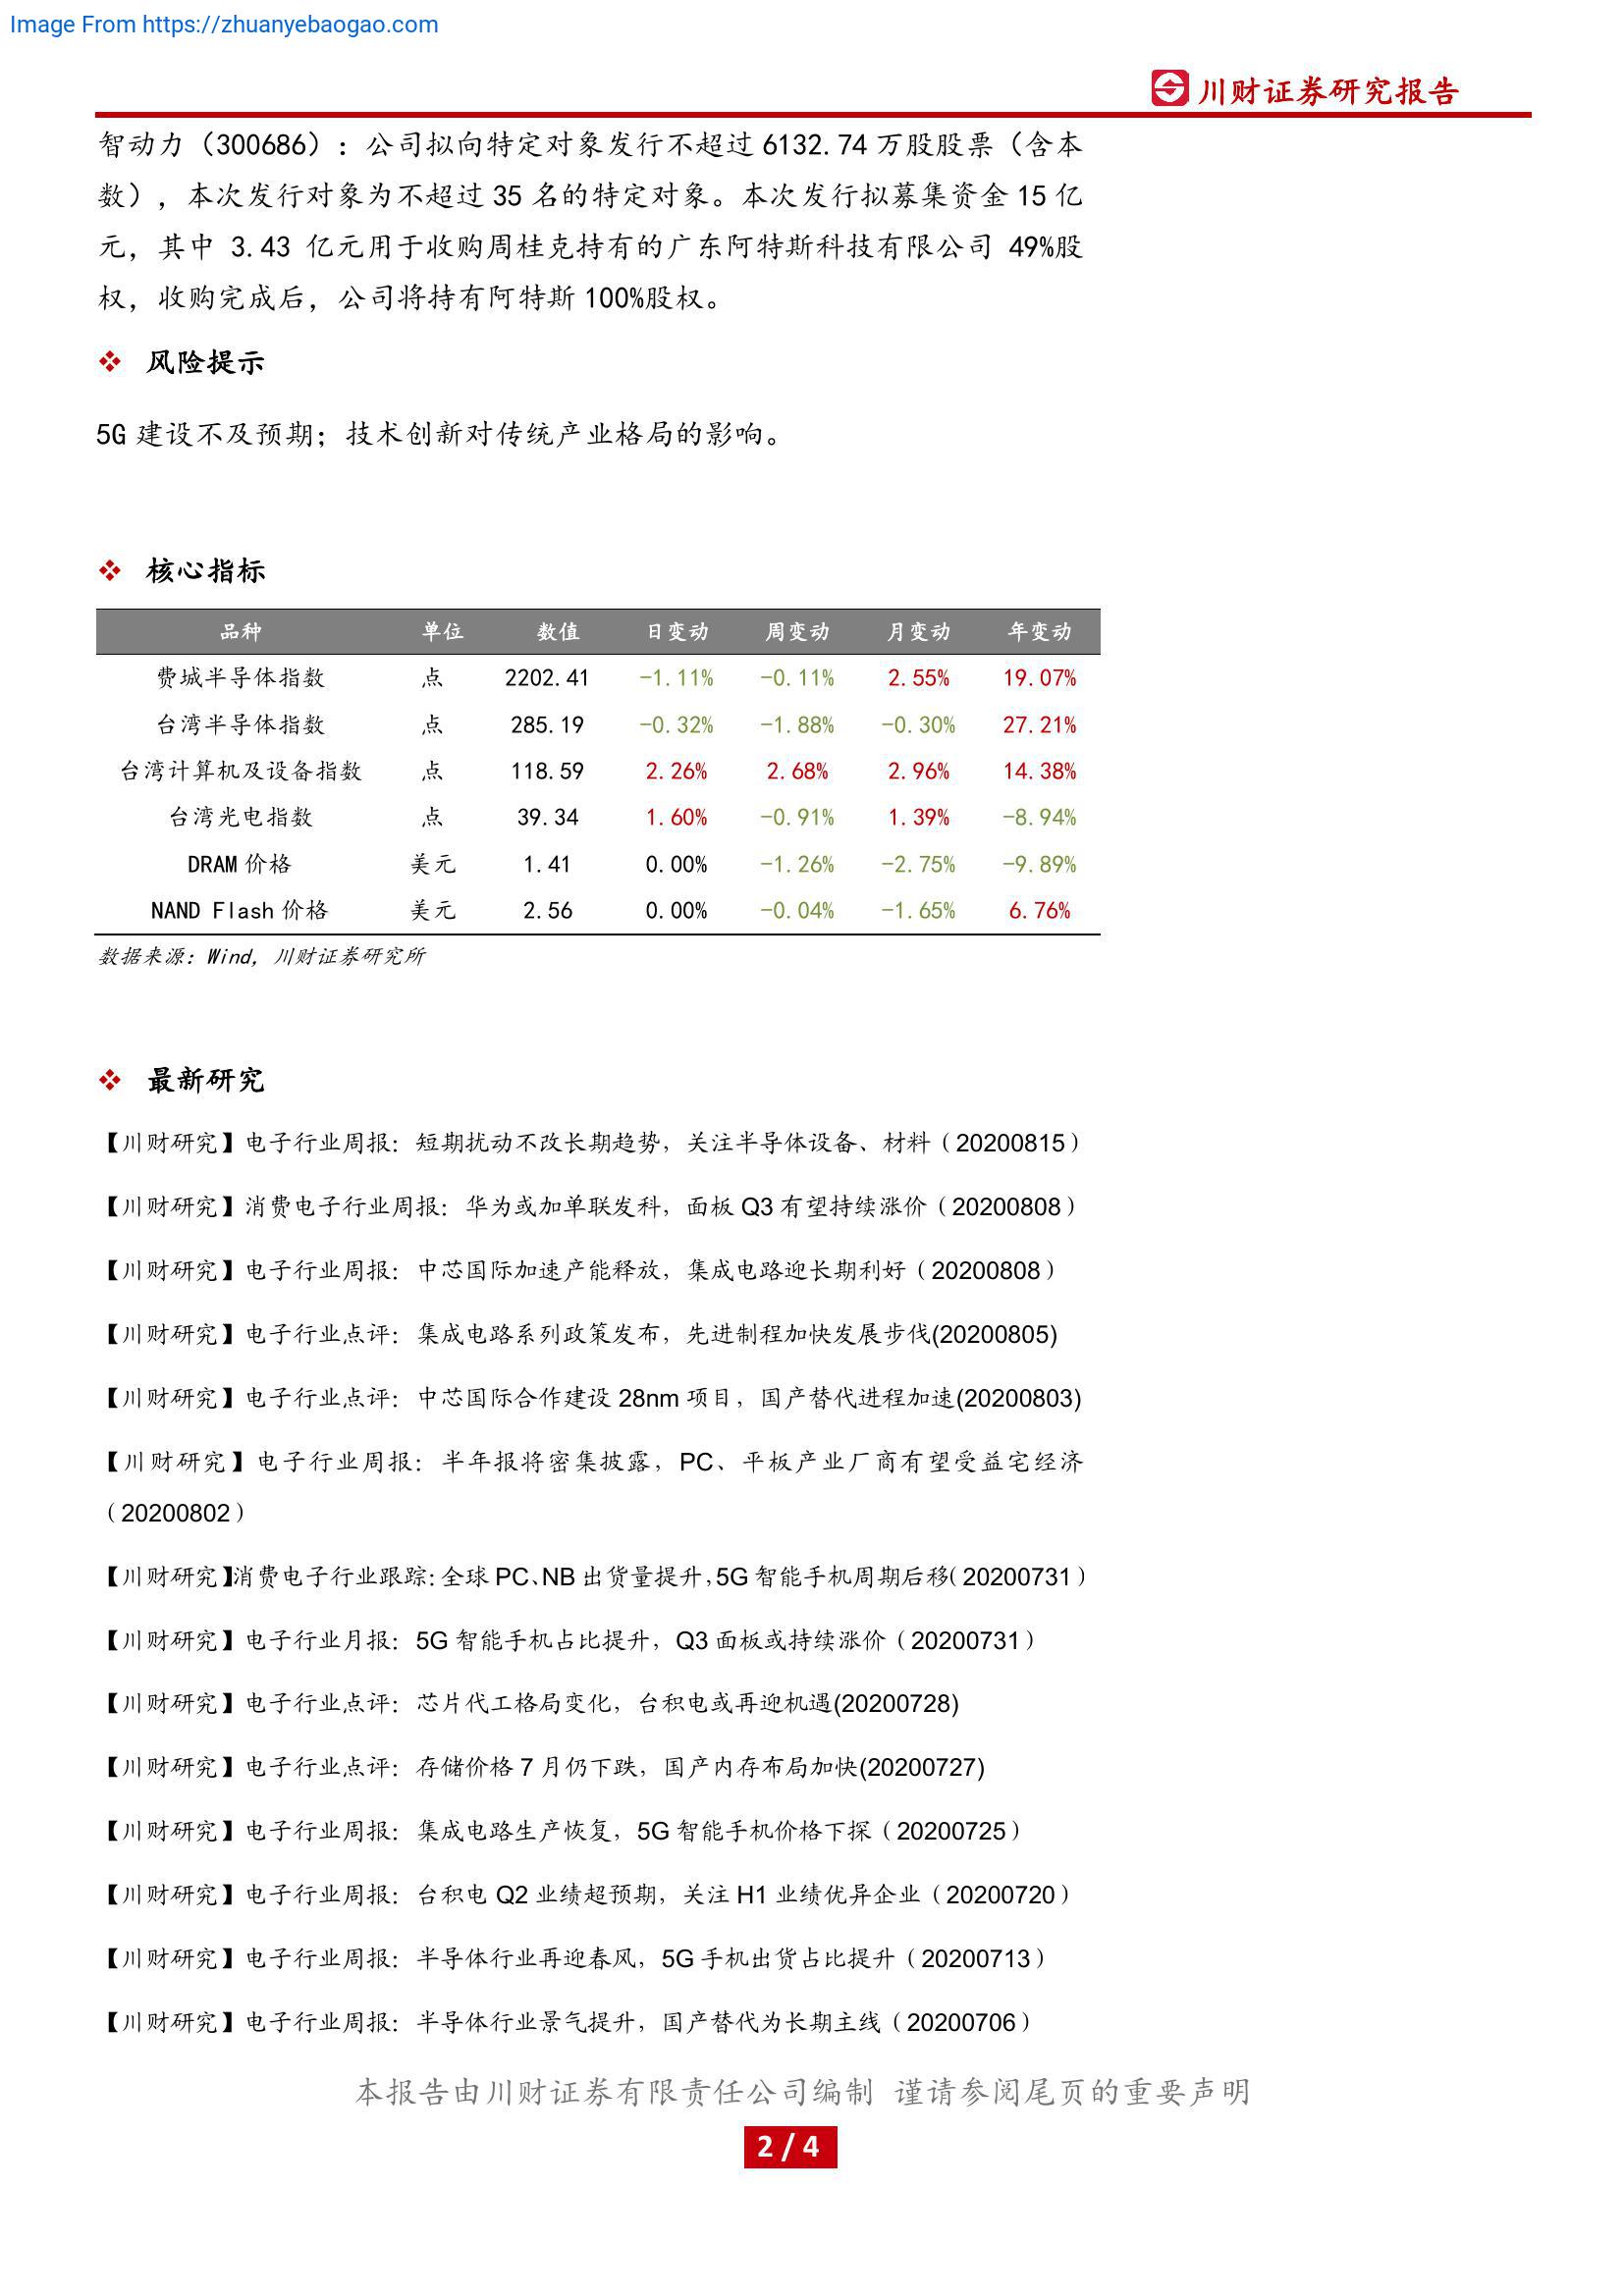 Image From https://zhuanyebaogao.com
川财证券研究报告
智动力（300686）：公司拟向特定对象发行不超过 6132.74 万股股票（含本
数），本次发行对象为不超过 35 名的特定对象。本次发行拟募集资金 15 亿
元，其中 3.43 亿元用于收购周桂克持有的广东阿特斯科技有限公司 49%股
权，收购完成后，公司将持有阿特斯 100%股权。
❖ 风险提示
5G 建设不及预期；技术创新对传统产业格局的影响。
❖ 核心指标
品种 单位 数值 日变动 周变动 月变动 年变动
费城半导体指数 点 2202.41 -1.11% -0.11% 2.55% 19.07%
台湾半导体指数 点 285.19 -0.32% -1.88% -0.30% 27.21%
台湾计算机及设备指数 点 118.59 2.26% 2.68% 2.96% 14.38%
台湾光电指数 点 39.34 1.60% -0.91% 1.39% -8.94%
DRAM 价格 美元 1.41 0.00% -1.26% -2.75% -9.89%
NAND Flash 价格 美元 2.56 0.00% -0.04% -1.65% 6.76%
数据来源：Wind，川财证券研究所
❖ 最新研究
【川财研究】电子行业周报：短期扰动不改长期趋势，关注半导体设备、材料（20200815）
【川财研究】消费电子行业周报：华为或加单联发科，面板 Q3 有望持续涨价（20200808）
【川财研究】电子行业周报：中芯国际加速产能释放，集成电路迎长期利好（20200808）
【川财研究】电子行业点评：集成电路系列政策发布，先进制程加快发展步伐(20200805)
【川财研究】电子行业点评：中芯国际合作建设 28nm 项目，国产替代进程加速(20200803)
【川财研究】电子行业周报：半年报将密集披露，PC、平板产业厂商有望受益宅经济
（20200802）
【川财研究】消费电子行业跟踪：全球 PC、NB 出货量提升，5G 智能手机周期后移（20200731）
【川财研究】电子行业月报：5G 智能手机占比提升，Q3 面板或持续涨价（20200731）
【川财研究】电子行业点评：芯片代工格局变化，台积电或再迎机遇(20200728)
【川财研究】电子行业点评：存储价格 7 月仍下跌，国产内存布局加快(20200727)
【川财研究】电子行业周报：集成电路生产恢复，5G 智能手机价格下探（20200725）
【川财研究】电子行业周报：台积电 Q2 业绩超预期，关注 H1 业绩优异企业（20200720）
【川财研究】电子行业周报：半导体行业再迎春风，5G 手机出货占比提升（20200713）
【川财研究】电子行业周报：半导体行业景气提升，国产替代为长期主线（20200706）
本报告由川财证券有限责任公司编制 谨请参阅尾页的重要声明
2 / 4